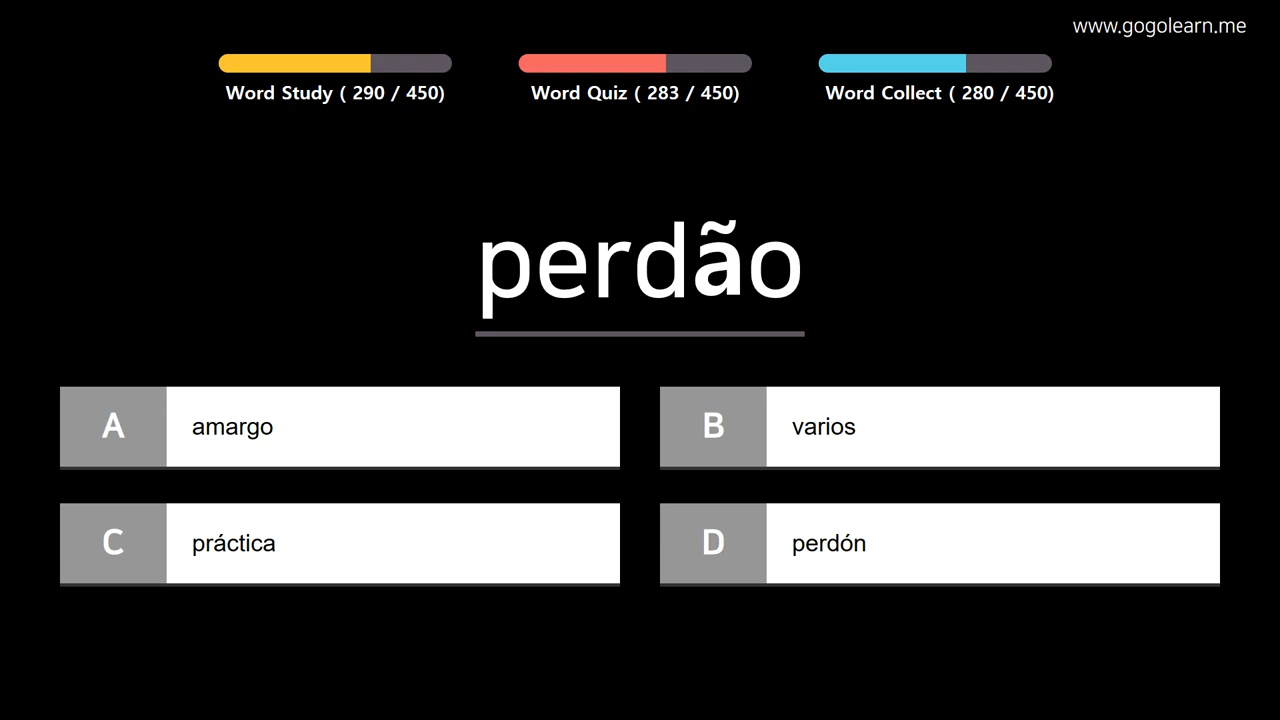 www.gogolearn.me
Word Study ( 290 / 450)
Word Quiz ( 283 / 450)
Word Collect ( 280 / 450)
perdão
A
amargo
B
varios
C
práctica
D
perdón